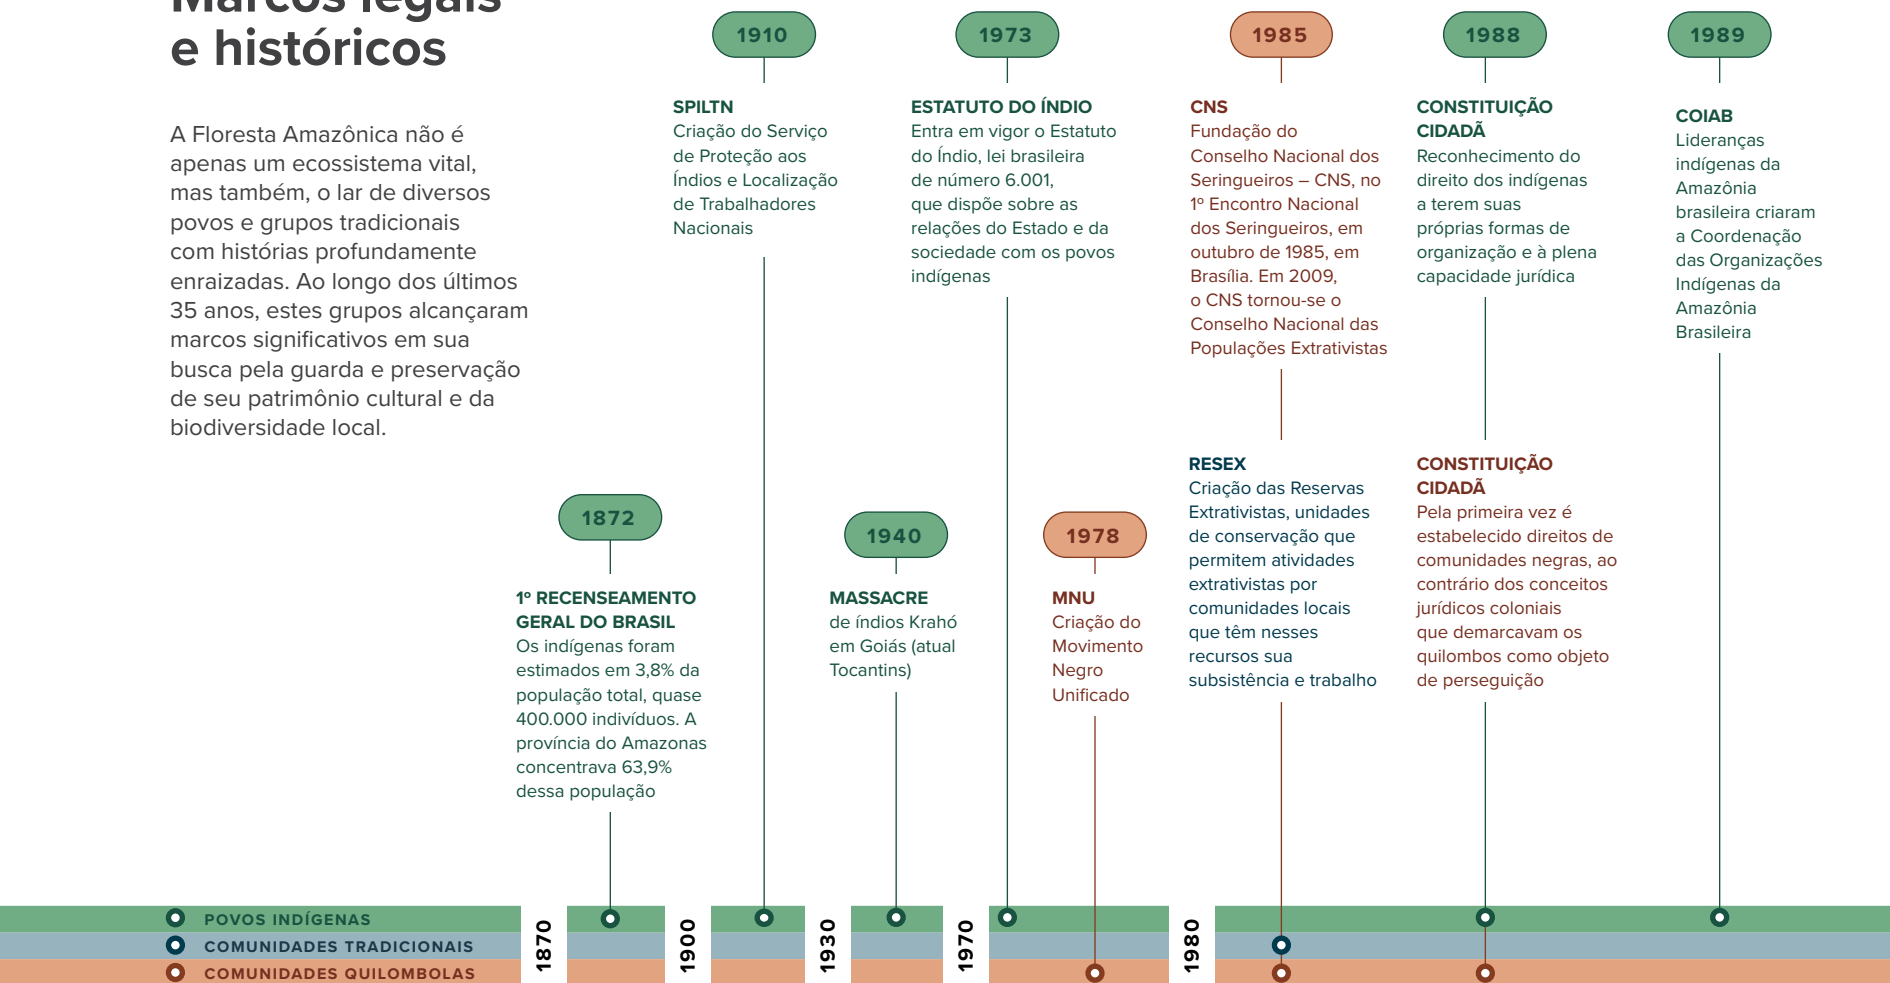 Marcos legais
e históricos
A Floresta Amazônica não é
apenas um ecossistema vital,
mas também, o lar de diversos
povos e grupos tradicionais
com histórias profundamente
enraizadas. Ao longo dos últimos
35 anos, estes grupos alcançaram
marcos significativos em sua
busca pela guarda e preservação
de seu patrimônio cultural e da
biodiversidade local.
1872
1º RECENSEAMENTO
GERAL DO BRASIL
Os indígenas foram
estimados em 3,8% da
população total, quase
400.000 indivíduos. A
província do Amazonas
concentrava 63,9%
dessa população
1910
SPILTN
Criação do Serviço
de Proteção aos
Índios e Localização
de Trabalhadores
Nacionais
1940
MASSACRE
de índios Krahó
em Goiás (atual
Tocantins)
1973
ESTATUTO DO ÍNDIO
Entra em vigor o Estatuto
do Índio, lei brasileira
de número 6.001,
que dispõe sobre as
relações do Estado e da
sociedade com os povos
indígenas
1978
MNU
Criação do
Movimento
Negro
Unificado
1985
CNS
Fundação do
Conselho Nacional dos
Seringueiros – CNS, no
1º Encontro Nacional
dos Seringueiros, em
outubro de 1985, em
Brasília. Em 2009,
o CNS tornou-se o
Conselho Nacional das
Populações Extrativistas
RESEX
Criação das Reservas
Extrativistas, unidades
de conservação que
permitem atividades
extrativistas por
comunidades locais
que têm nesses
recursos sua
subsistência e trabalho
1988
CONSTITUIÇÃO
CIDADÃ
Reconhecimento do
direito dos indígenas
a terem suas
próprias formas de
organização e à plena
capacidade jurídica
CONSTITUIÇÃO
CIDADÃ
Pela primeira vez é
estabelecido direitos de
comunidades negras, ao
contrário dos conceitos
jurídicos coloniais
que demarcavam os
quilombos como objeto
de perseguição
1989
COIAB
Lideranças
indígenas da
Amazônia
brasileira criaram
a Coordenação
das Organizações
Indígenas da
Amazônia
Brasileira
POVOS INDÍGENAS
COMUNIDADES TRADICIONAIS
COMUNIDADES QUILOMBOLAS
1870
1900
1930
1970
1980